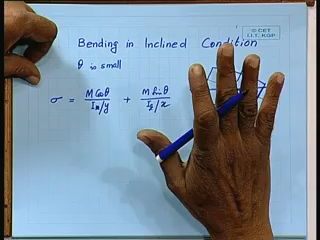 © CET
I.I.T. KGP
Bending in Inclined Condition
θ is small
σ = M Cosθ / Ix/y + M Sinθ / Iz/x